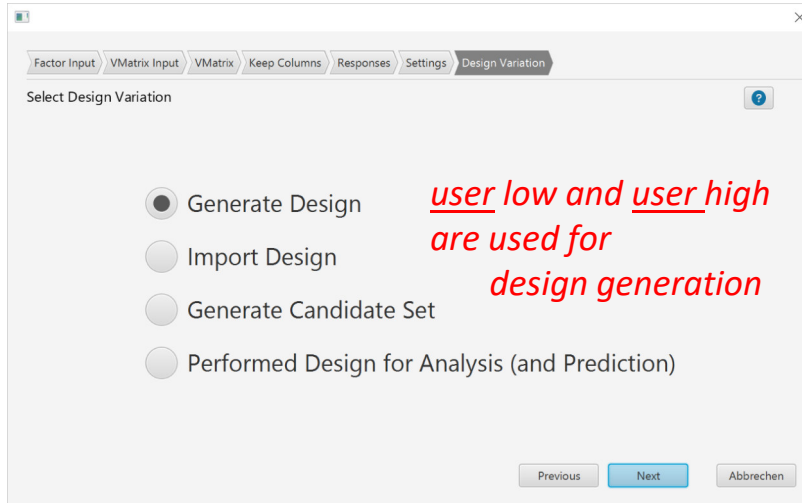 Factor Input VMatrix Input VMatrix Keep Columns Responses Settings Design Variation
Select Design Variation
?
Generate Design
Import Design
Generate Candidate Set
Performed Design for Analysis (and Prediction)
user low and user high
are used for
design generation
Previous Next Abbrechen